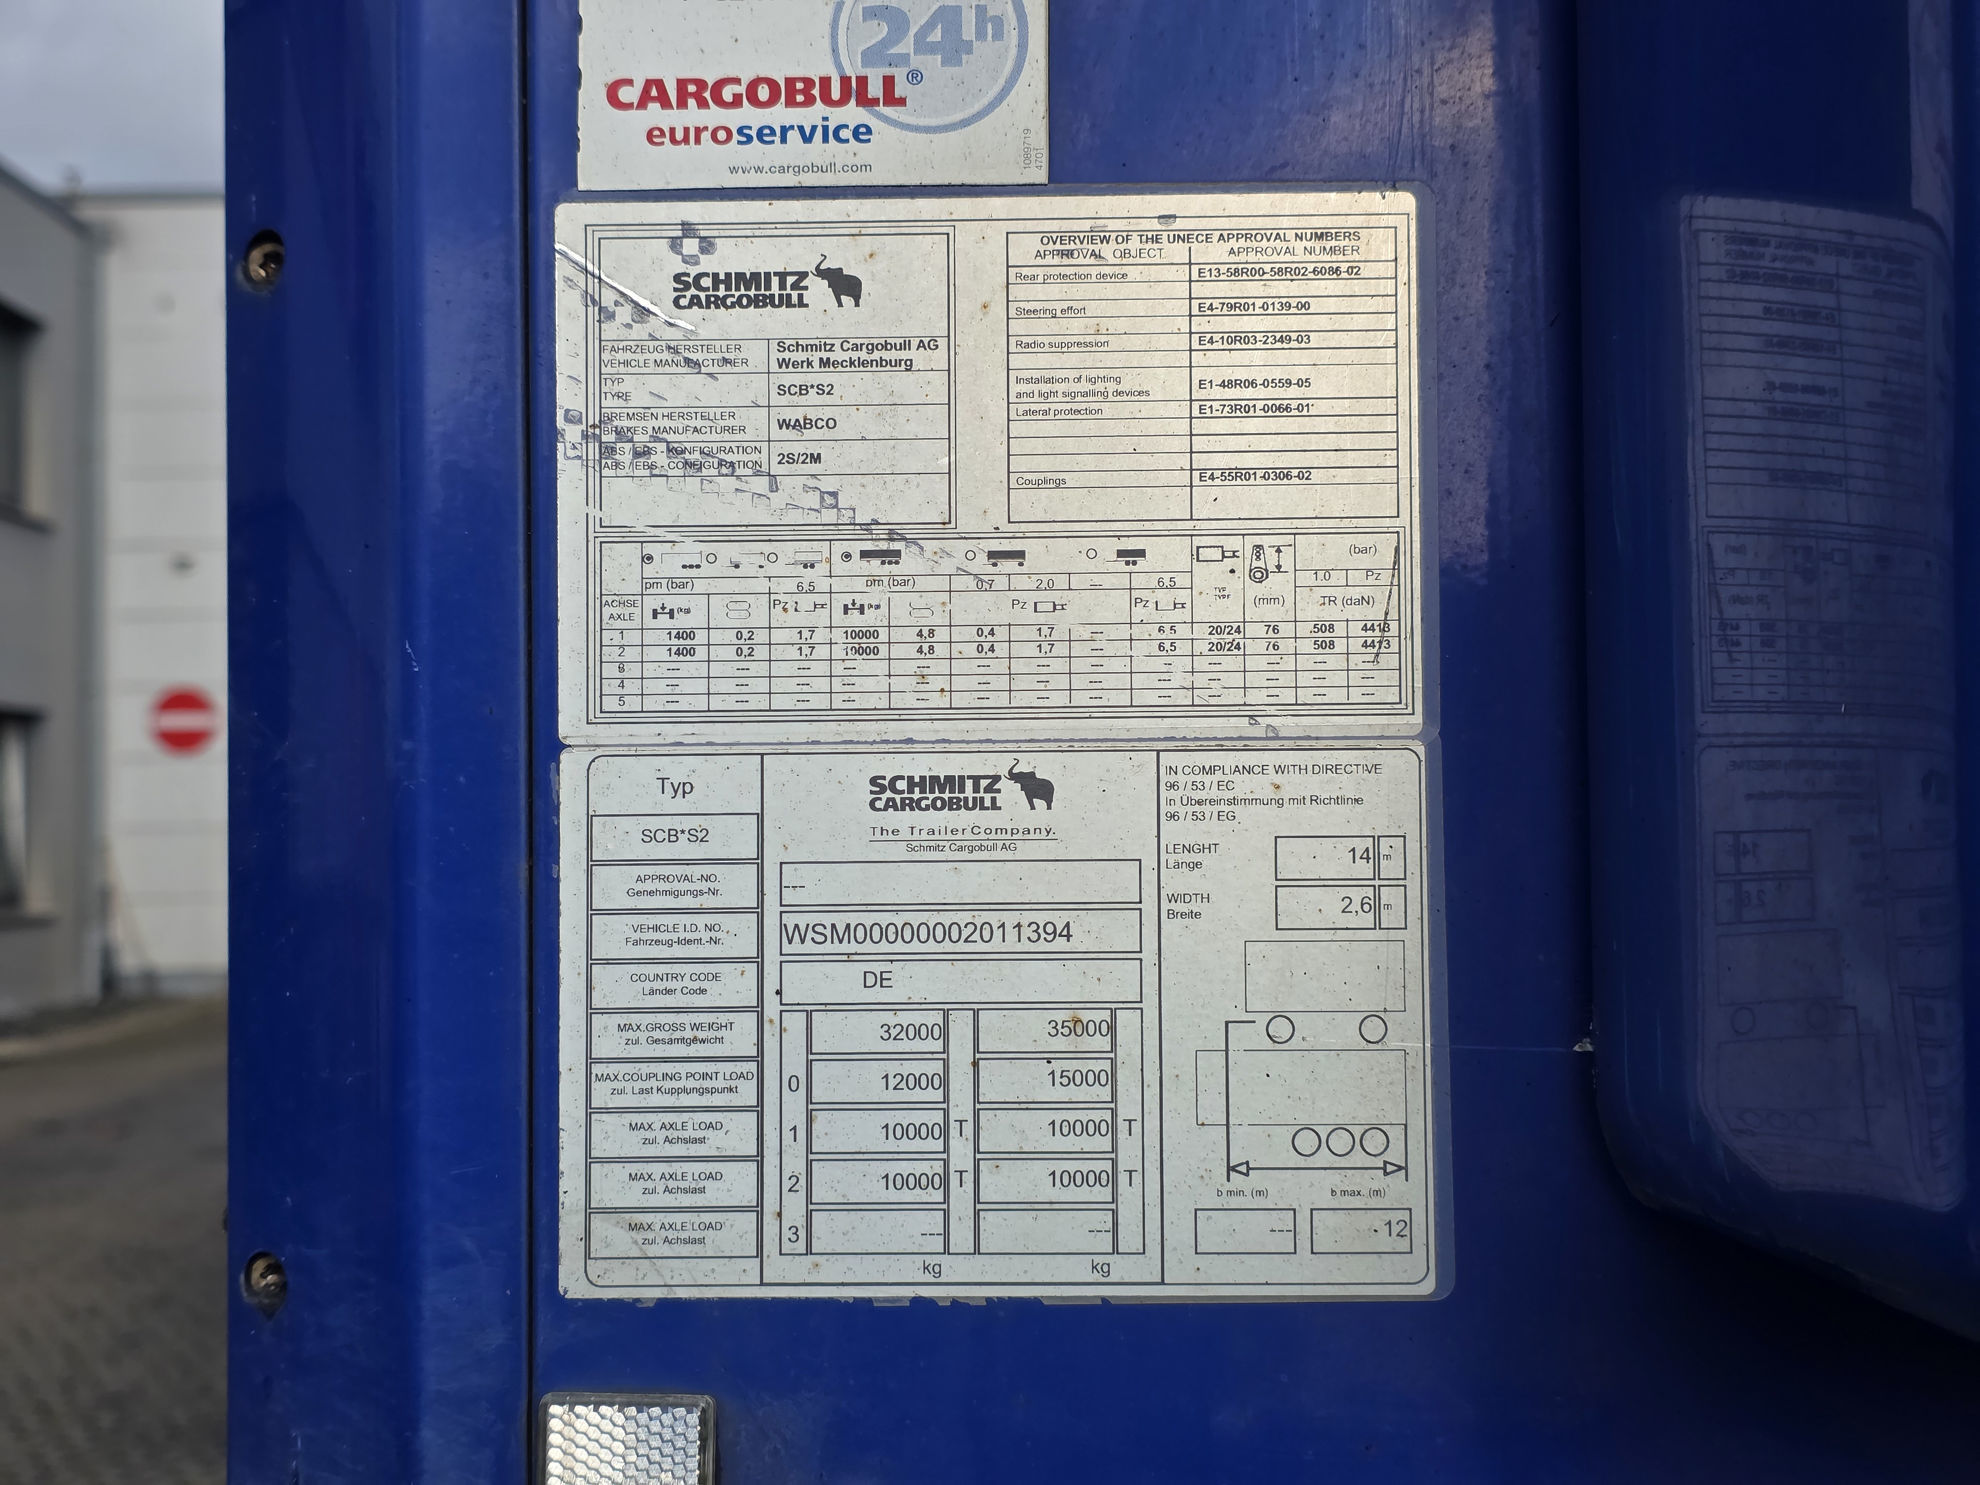 24h
CARGOBULL®
euroservice
www.cargobull.com
1089719
4701
SCHMITZ
CARGOBULL
FAHRZEUG HERSTELLER
VEHICLE MANUFACTURER
Schmitz Cargobull AG
Werk Mecklenburg
TYP
TYPE
SCB*S2
BREMSEN HERSTELLER
BRAKES MANUFACTURER
WABCO
ABS / EBS - KONFIGURATION
ABS / EBS - CONFIGURATION
2S/2M
OVERVIEW OF THE UNECE APPROVAL NUMBERS
APPROVAL OBJECT APPROVAL NUMBER
Rear protection device E13-58R00-58R02-6086-02
Steering effort E4-79R01-0139-00
Radio suppression E4-10R03-2349-03
Installation of lighting
and light signalling devices
E1-48R06-0559-05
Lateral protection E1-73R01-0066-01
Couplings E4-55R01-0306-02
(bar)
pm (bar) 6,5 pm (bar) 0,7 2,0 --- 6,5 1.0 Pz
ACHSE
AXLE
(kg) Pz (kg) Pz Pz TYP
TYPE (mm) TR (daN)
1 1400 0,2 1,7 10000 4,8 0,4 1,7 --- 6,5 20/24 76 508 4413
2 1400 0,2 1,7 10000 4,8 0,4 1,7 --- 6,5 20/24 76 508 4413
3 --- --- --- --- --- --- --- --- --- --- --- --- ---
4 --- --- --- --- --- --- --- --- --- --- --- --- ---
5 --- --- --- --- --- --- --- --- --- --- --- --- ---
Typ
SCB*S2
SCHMITZ
CARGOBULL
The Trailer Company.
Schmitz Cargobull AG
APPROVAL-NO.
Genehmigungs-Nr.
---
VEHICLE I.D. NO.
Fahrzeug-Ident.-Nr.
WSM00000002011394
COUNTRY CODE
Länder Code
DE
MAX.GROSS WEIGHT
zul. Gesamtgewicht
32000 35000
MAX.COUPLING POINT LOAD
zul. Last Kupplungspunkt
0 12000 15000
MAX. AXLE LOAD
zul. Achslast
1 10000 T 10000 T
MAX. AXLE LOAD
zul. Achslast
2 10000 T 10000 T
MAX. AXLE LOAD
zul. Achslast
3 --- ---
kg kg
IN COMPLIANCE WITH DIRECTIVE
96 / 53 / EC
In Übereinstimmung mit Richtlinie
96 / 53 / EG
LENGHT
Länge
14 m
WIDTH
Breite
2,6 m
b min. (m) b max. (m)
--- 12